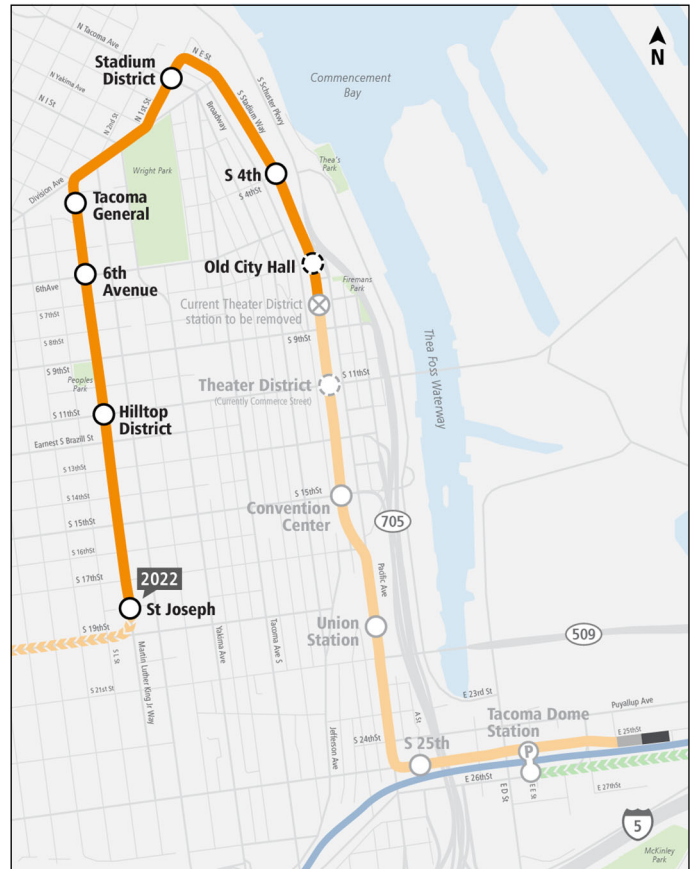 N Tacoma Ave
N Yakima Ave
N I St
N 2nd St
N 1st St
N E St
Stadium
District
Broadway
S Stadium Way
S Schuster Pkwy
Commencement
Bay
N
Wright Park
Division Ave
S 4th
S 4thSt
Thea's
Park
Tacoma
General
Old City Hall
Firemans
Park
6thAve
6th
Avenue
S 7thSt
S 8thSt
Current Theater District
station to be removed
S 9thSt
S 9thSt
Peoples
Park
Thea Foss Waterway
S 11thSt
Theater District
(Currently Commerce Street)
S 11thSt
Hilltop
District
Earnest S Brazill St
S 13thSt
S 14thSt
S 15thSt
S 15thSt
Convention
Center
705
S 16thSt
S 17thSt
2022
St Joseph
Pacific Ave
Union
Station
509
S 19thSt
S L St
Martin Luther King Jr Way
Yakima Ave
Tacoma Ave S
S 21st St
Jefferson Ave
A St
E 23rd St
Puyallup Ave
Tacoma Dome
Station
S 24thSt
S 25th
P
E 25thSt
E 26thSt
E D St
E E St
E 27thSt
5
McKinley
Park